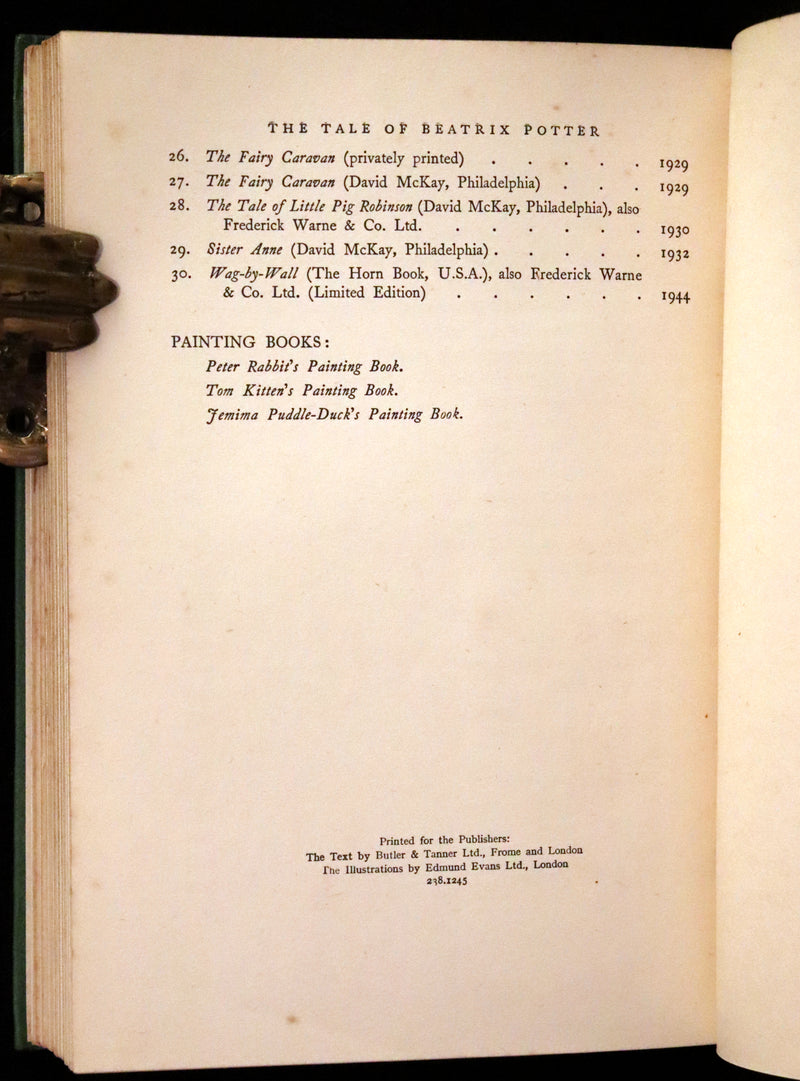 THE TALE OF BEATRIX POTTER
26. The Fairy Caravan (privately printed) . . . . . 1929
27. The Fairy Caravan (David McKay, Philadelphia) . . . 1929
28. The Tale of Little Pig Robinson (David McKay, Philadelphia), also
Frederick Warne & Co. Ltd. . . . . . . 1930
29. Sister Anne (David McKay, Philadelphia) . . . . . 1932
30. Wag-by-Wall (The Horn Book, U.S.A.), also Frederick Warne
& Co. Ltd. (Limited Edition) . . . . . . 1944
PAINTING BOOKS:
Peter Rabbit's Painting Book.
Tom Kitten's Painting Book.
Jemima Puddle-Duck's Painting Book.
Printed for the Publishers:
The Text by Butler & Tanner Ltd., Frome and London
The Illustrations by Edmund Evans Ltd., London
238.1245